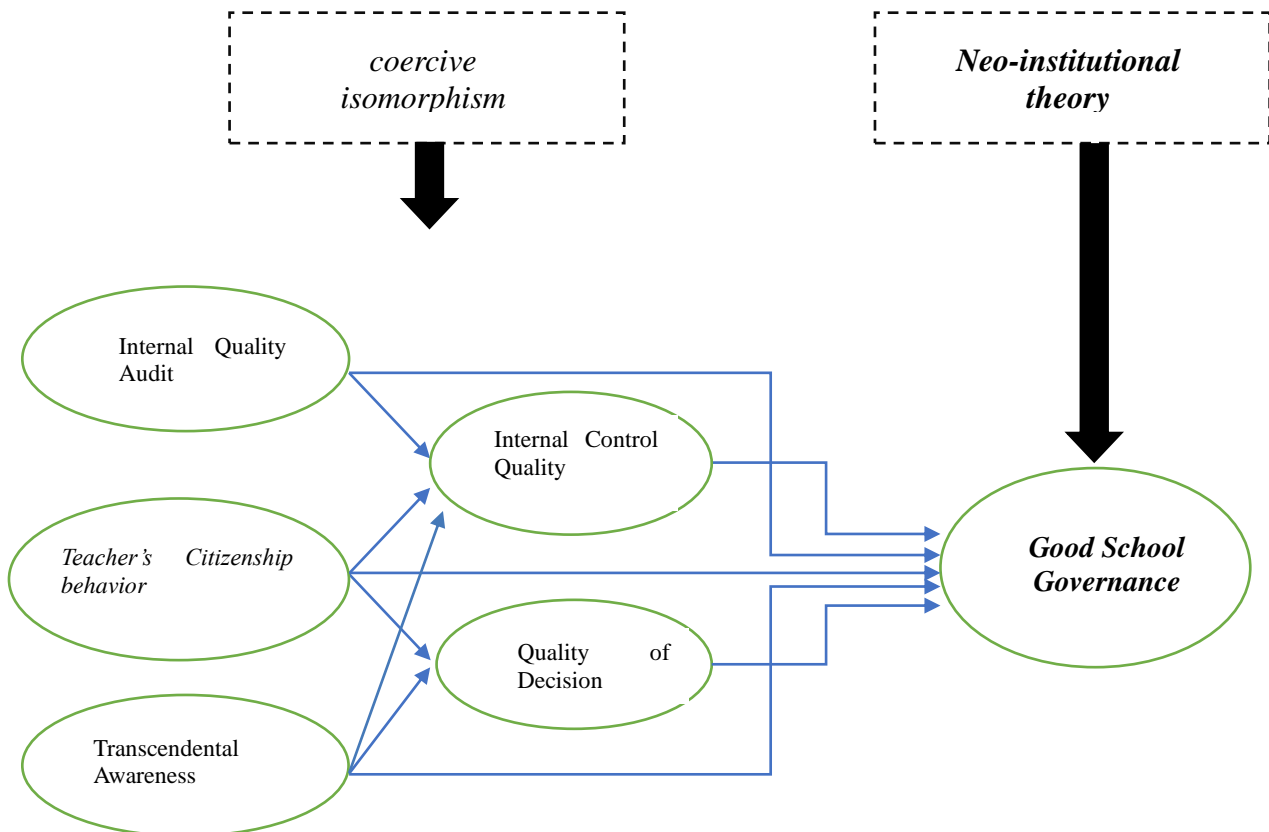 coercive
isomorphism
Neo-institutional
theory
Internal Quality
Audit
Internal Control
Quality
Teacher's Citizenship
behavior
Good School
Governance
Quality of
Decision
Transcendental
Awareness